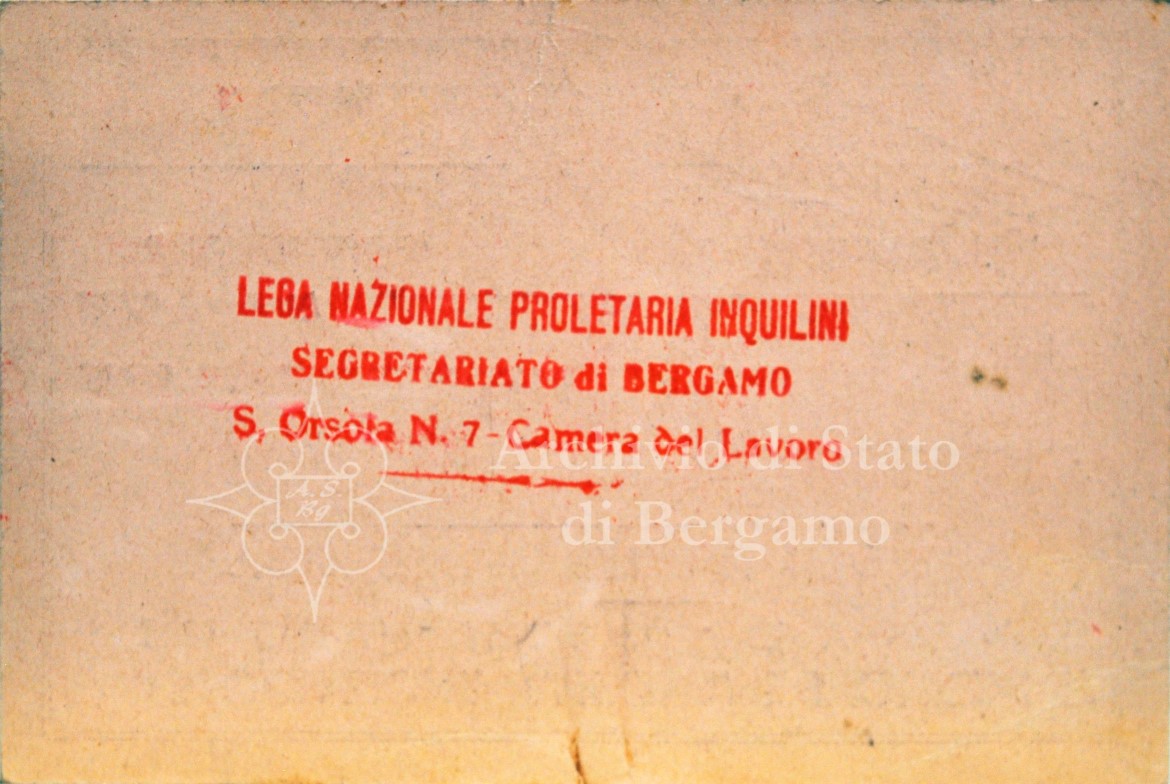 LEGA NAZIONALE PROLETARIA INQUILINI
SEGRETARIATO di BERGAMO
S. Orsola N. 7 - Camera del Lavoro
Archivio di Stato
di Bergamo
A. S.
Bg